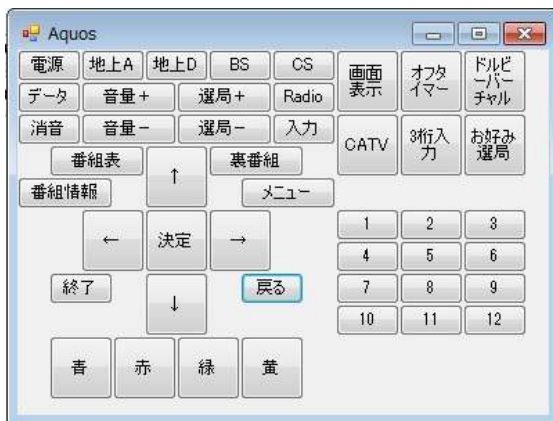 Aquos
電源 地上A 地上D BS CS
画面
表示
オフタ
イマー
ドルビ
ーバー
チャル
データ 音量+ 選局+ Radio
消音 音量- 選局- 入力
CATV
3桁入
力
お好み
選局
番組表 ↑ 裏番組
番組情報 メニュー
← 決定 →
1 2 3
4 5 6
終了 ↓ 戻る
7 8 9
10 11 12
青 赤 緑 黄